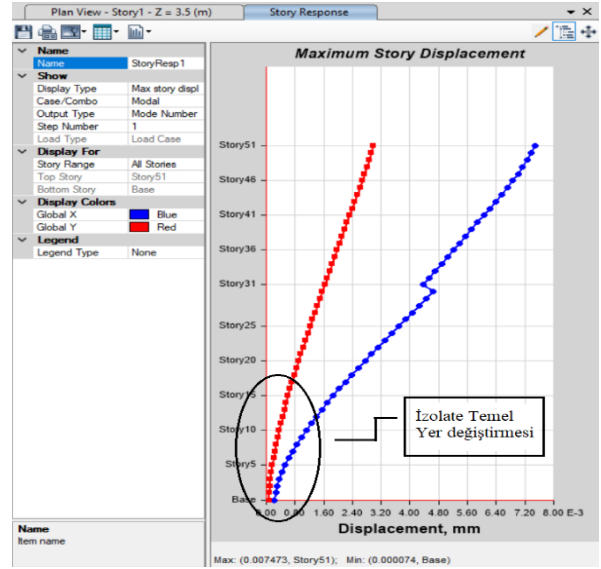 Plan View - Story1 - Z = 3.5 (m)
Story Response
Name
Name StoryResp1
Show
Display Type Max story displ
Case/Combo Modal
Output Type Mode Number
Step Number 1
Load Type Load Case
Display For
Story Range All Stories
Top Story Story51
Bottom Story Base
Display Colors
Global X Blue
Global Y Red
Legend
Legend Type None
Name
Item name
Maximum Story Displacement
Story51
Story46
Story41
Story36
Story31
Story25
Story20
Story15
Story10
Story5
Base
İzolate Temel
Yer değiştirmesi
0.00 0.80 1.60 2.40 3.20 4.00 4.80 5.60 6.40 7.20 8.00 E-3
Displacement, mm
Max: (0.007473, Story51); Min: (0.000074, Base)